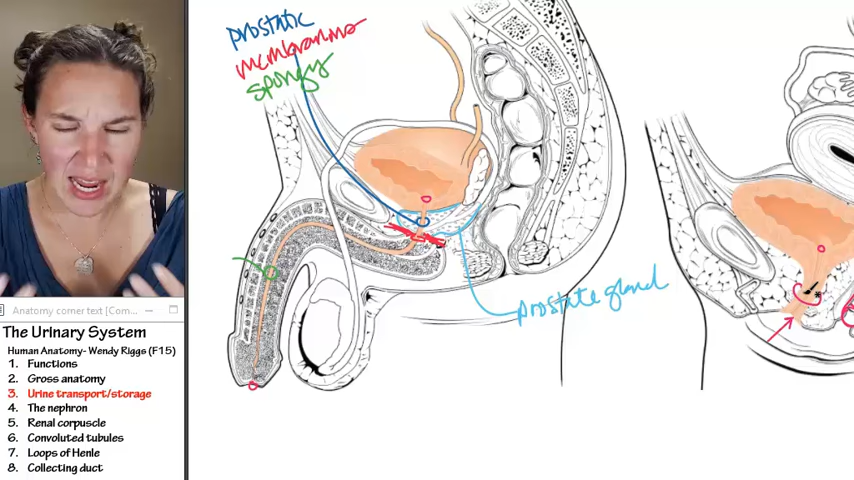 prostatic
membranous
spongy
prostate gland
*
Anatomy corner text [Com...
The Urinary System
Human Anatomy- Wendy Riggs (F15)
1. Functions
2. Gross anatomy
3. Urine transport/storage
4. The nephron
5. Renal corpuscle
6. Convoluted tubules
7. Loops of Henle
8. Collecting duct